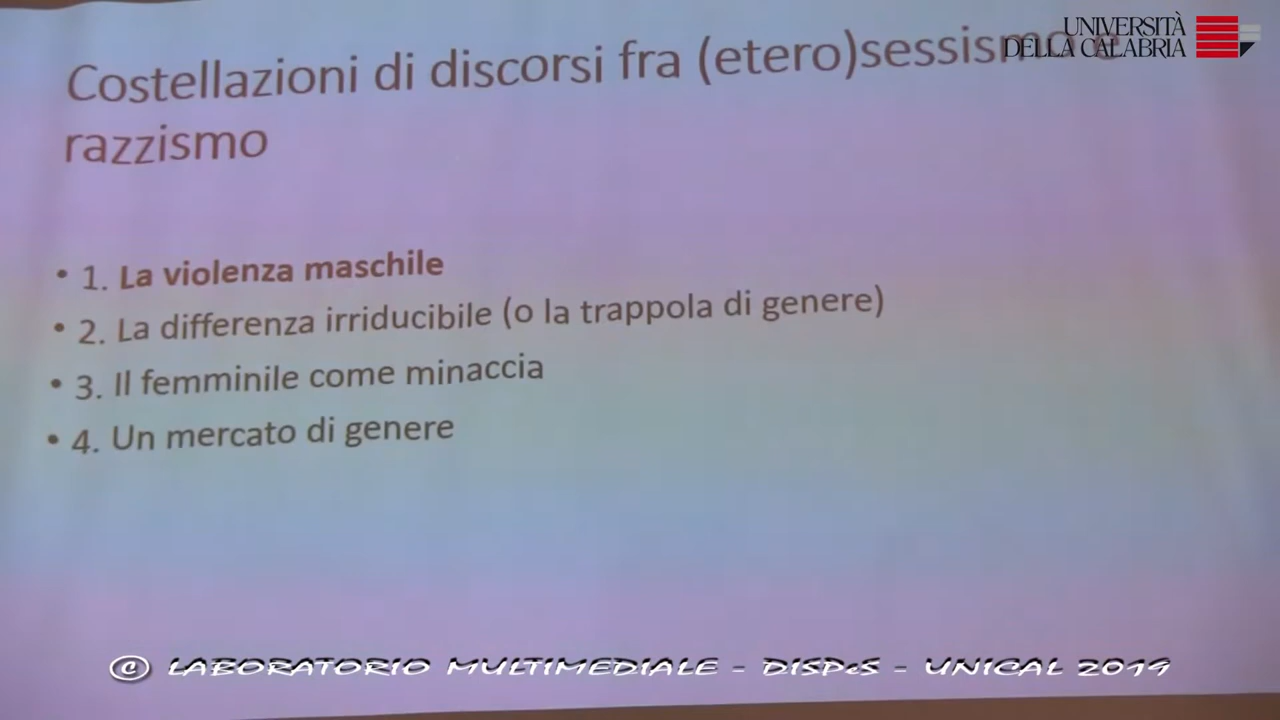 UNIVERSITÀ
DELLA CALABRIA
Costellazioni di discorsi fra (etero)sessismo e
razzismo
• 1. La violenza maschile
• 2. La differenza irriducibile (o la trappola di genere)
• 3. Il femminile come minaccia
• 4. Un mercato di genere
© LABORATORIO MULTIMEDIALE - DISPeS - UNICAL 2019